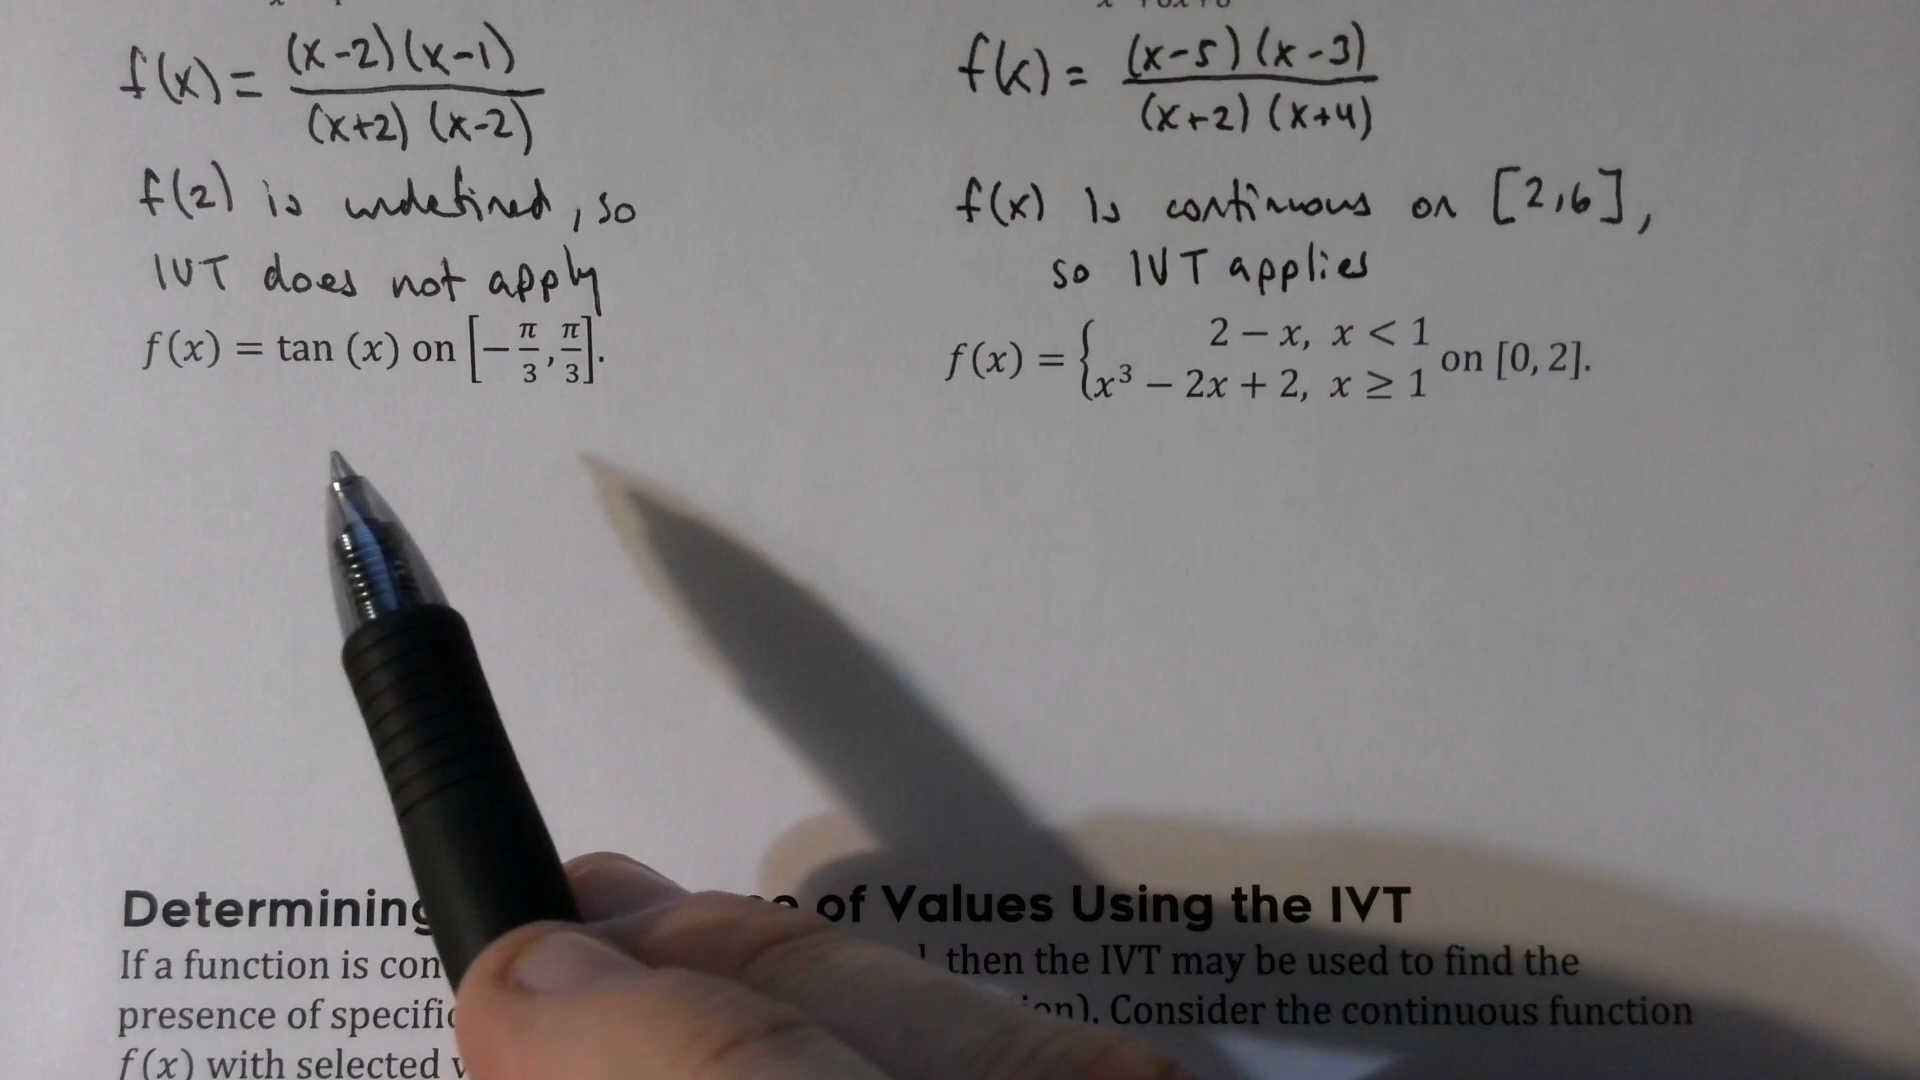 f(x) = (x-2)(x-1) / (x+2)(x-2)
f(2) is undefined, so
IVT does not apply
f(x) = tan (x) on [-π/3, π/3].
f(x) = (x-5)(x-3) / (x+2)(x+4)
f(x) is continuous on [2,6],
so IVT applies
f(x) = { 2 − x, x < 1
x³ − 2x + 2, x ≥ 1 on [0, 2].
Determining of Values Using the IVT
If a function is then the IVT may be used to find the
presence of Consider the continuous function
f(x) with selected